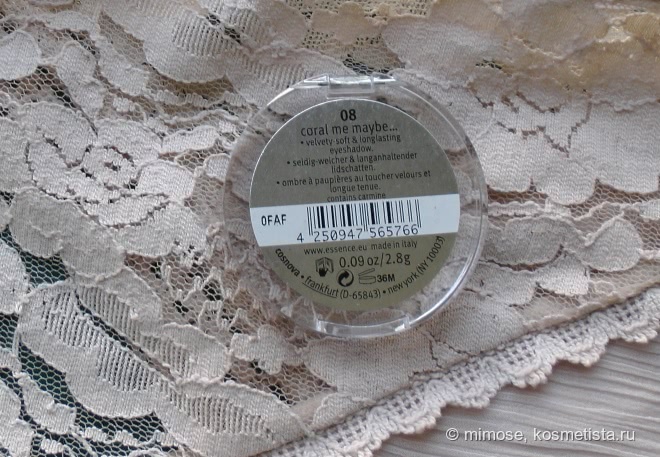 08
coral me maybe...
• velvety-soft & longlasting
eyeshadow.
• seidig-weicher & langanhaltender
lidschatten.
• ombre à paupières au toucher velours et
longue tenue.
contains carmine
0FAF
4 250947 565766
www.essence.eu made in Italy
0.09 oz/2.8g
36M
cosnova • frankfurt (D-65843) • new york (NY 10003)
© mimose, kosmetista.ru